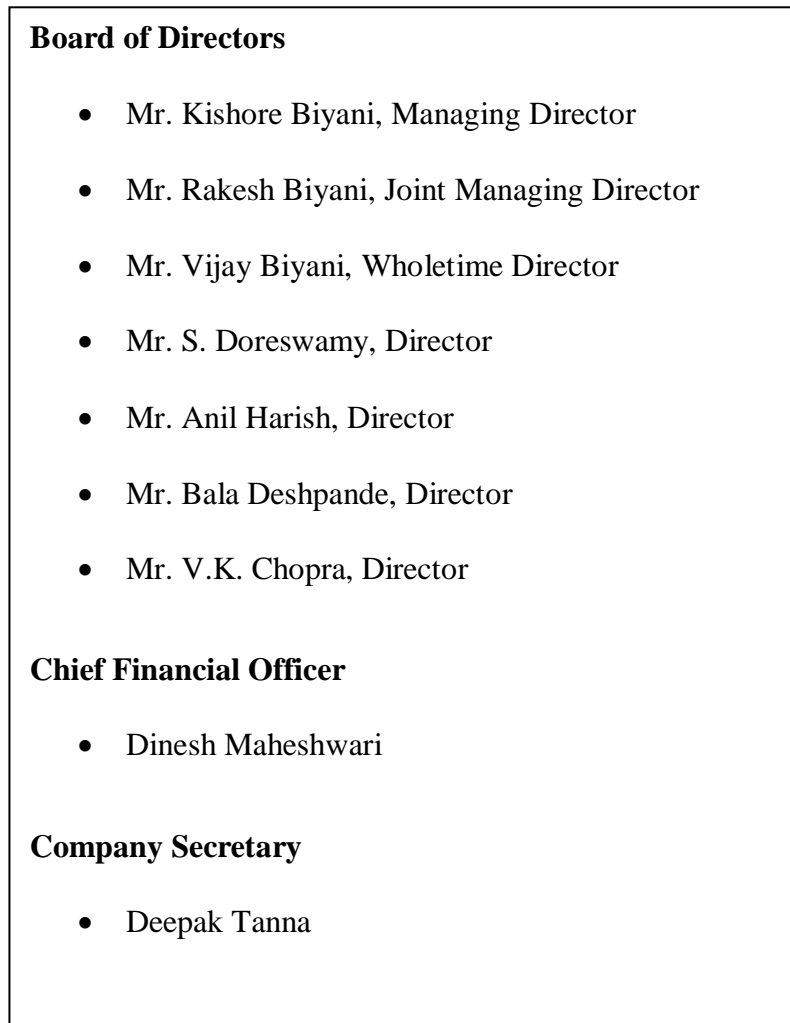 Board of Directors
• Mr. Kishore Biyani, Managing Director
• Mr. Rakesh Biyani, Joint Managing Director
• Mr. Vijay Biyani, Wholetime Director
• Mr. S. Doreswamy, Director
• Mr. Anil Harish, Director
• Mr. Bala Deshpande, Director
• Mr. V.K. Chopra, Director
Chief Financial Officer
• Dinesh Maheshwari
Company Secretary
• Deepak Tanna